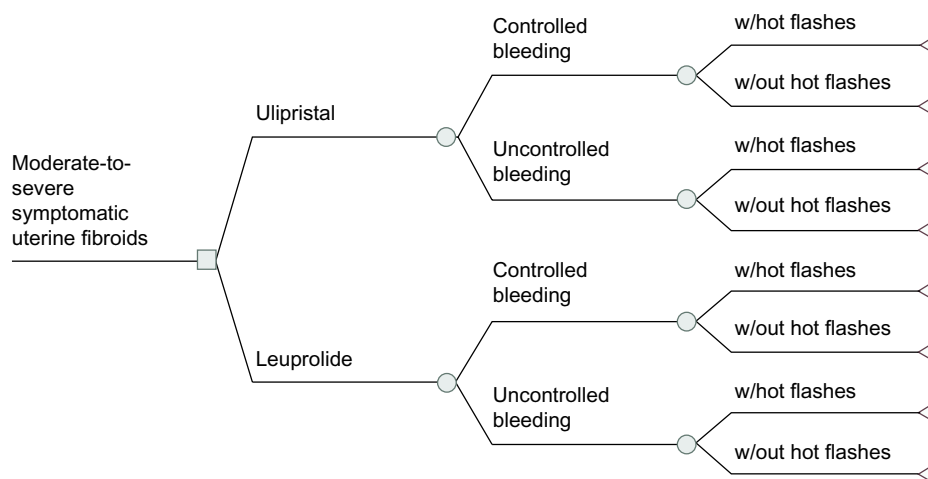 Moderate-to-
severe
symptomatic
uterine fibroids
Ulipristal
Controlled
bleeding
w/hot flashes
w/out hot flashes
Uncontrolled
bleeding
w/hot flashes
w/out hot flashes
Leuprolide
Controlled
bleeding
w/hot flashes
w/out hot flashes
Uncontrolled
bleeding
w/hot flashes
w/out hot flashes